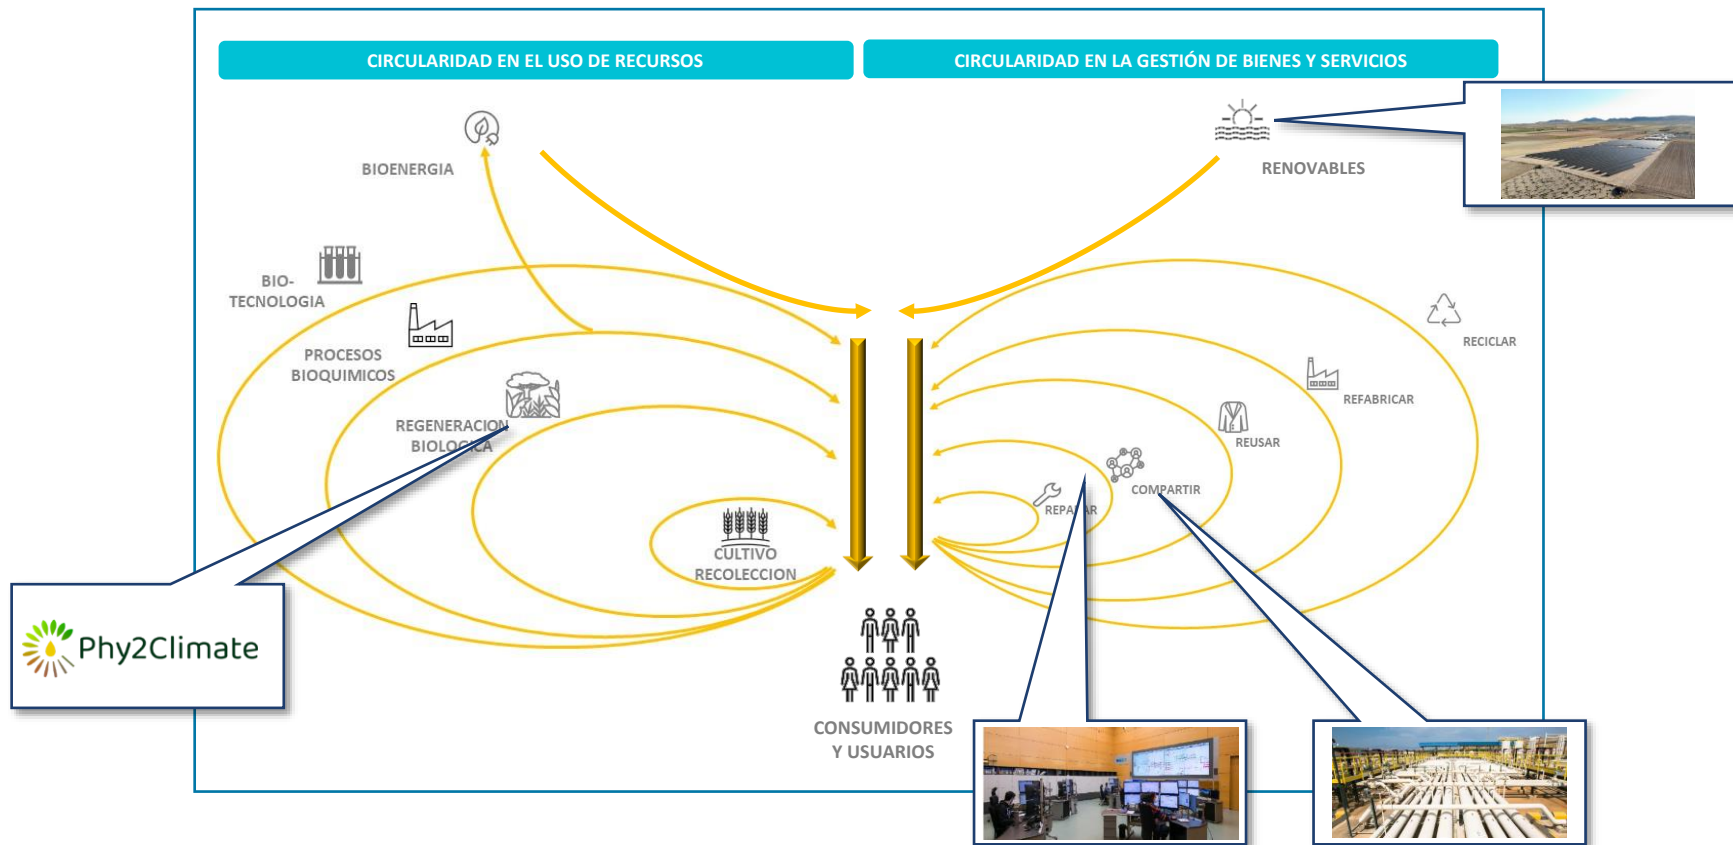 CIRCULARIDAD EN EL USO DE RECURSOS
CIRCULARIDAD EN LA GESTIÓN DE BIENES Y SERVICIOS
BIOENERGIA
RENOVABLES
BIO-
TECNOLOGIA
PROCESOS
BIOQUIMICOS
REGENERACION
BIOLOGICA
CULTIVO
RECOLECCION
RECICLAR
REFABRICAR
REUSAR
COMPARTIR
REPARAR
Phy2Climate
CONSUMIDORES
Y USUARIOS